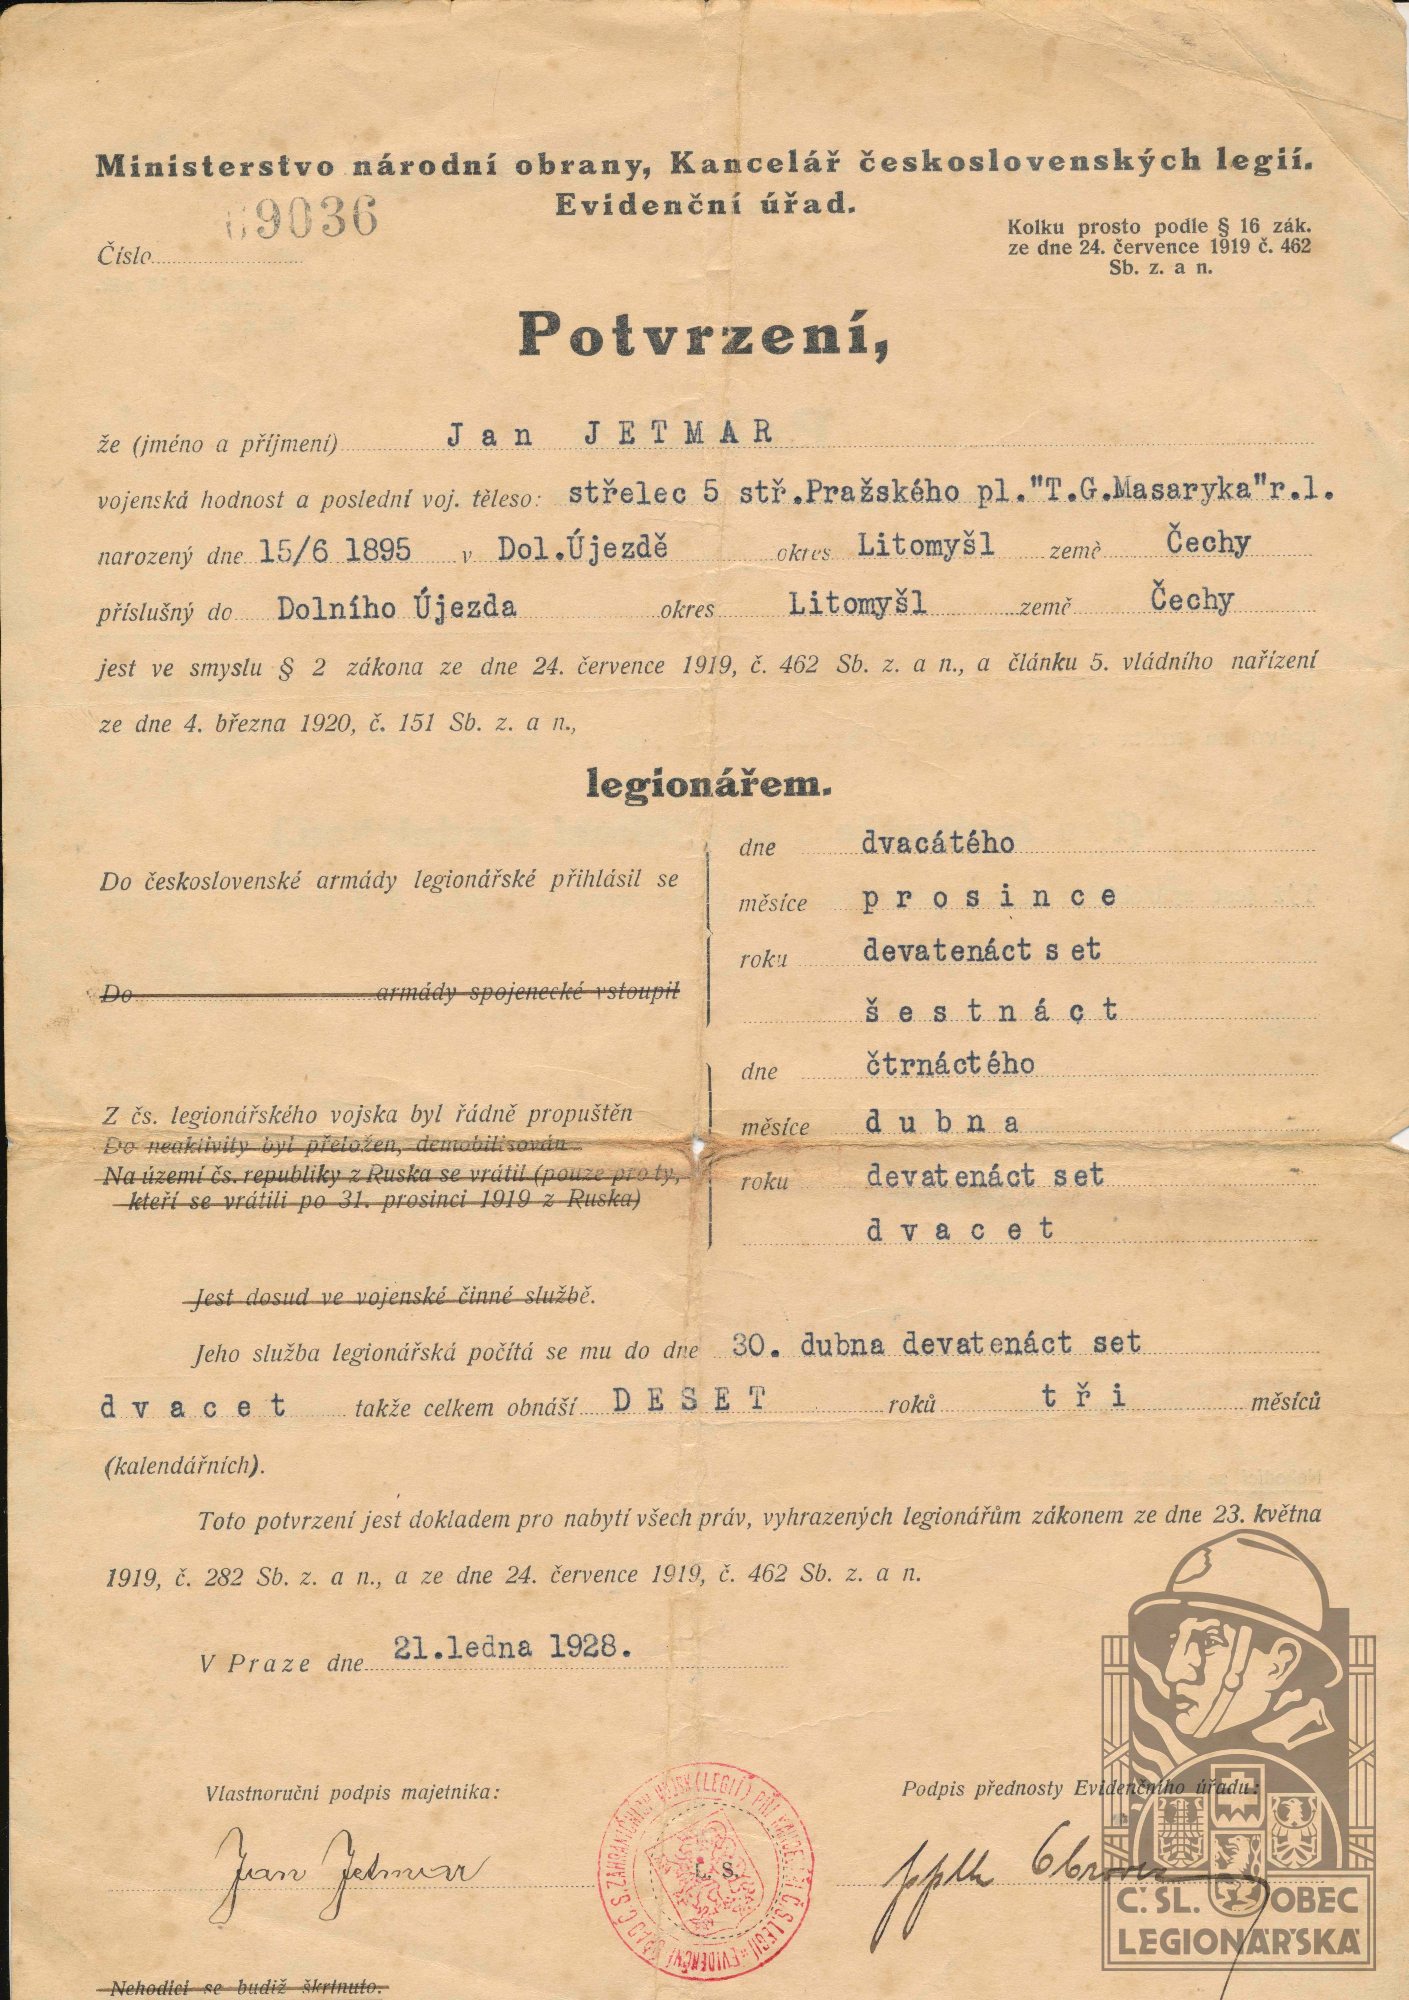 Ministerstvo národní obrany, Kancelář československých legií.
Evidenční úřad.
69036
Číslo
Kolku prosto podle § 16 zák.
ze dne 24. července 1919 č. 462
Sb. z. a n.
Potvrzení,
že (jméno a příjmení) Jan JETMAR
vojenská hodnost a poslední voj. těleso: střelec 5 stř.Pražského pl."T.G.Masaryka"r.l.
narozený dne 15/6 1895 v Dol.Újezdě okres Litomyšl země Čechy
příslušný do Dolního Újezda okres Litomyšl země Čechy
jest ve smyslu § 2 zákona ze dne 24. července 1919, č. 462 Sb. z. a n., a článku 5. vládního nařízení
ze dne 4. března 1920, č. 151 Sb. z. a n.,
legionářem.
Do československé armády legionářské přihlásil se
Do armády spojenecké vstoupil
dne dvacátého
měsíce prosince
roku devatenáct set
šestnáct
Z čs. legionářského vojska byl řádně propuštěn
Do neaktivity byl přeložen, demobilisován
Na území čs. republiky z Ruska se vrátil (pouze pro ty,
kteří se vrátili po 31. prosinci 1919 z Ruska)
dne čtrnáctého
měsíce dubna
roku devatenáct set
dvacet
Jest dosud ve vojenské činné službě.
Jeho služba legionářská počítá se mu do dne 30. dubna devatenáct set
dvacet takže celkem obnáší DESET roků tři měsíců
(kalendářních).
Toto potvrzení jest dokladem pro nabytí všech práv, vyhrazených legionářům zákonem ze dne 23. května
1919, č. 282 Sb. z. a n., a ze dne 24. července 1919, č. 462 Sb. z. a n.
V Praze dne 21.ledna 1928.
Vlastnoruční podpis majetníka:
Podpis přednosty Evidenčního úřadu:
Jan Jetmar
L. S.
Nehodící se budiž škrtnuto.
Č. SL. OBEC
LEGIONÁŘSKÁ